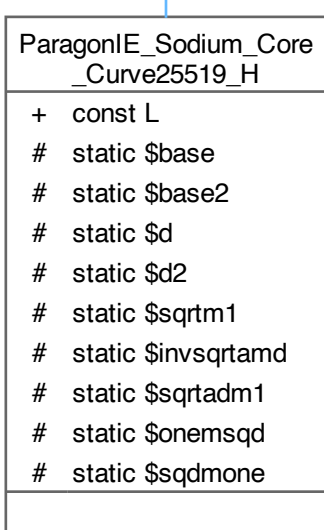 ParagonIE_Sodium_Core
_Curve25519_H
+ const L
# static $base
# static $base2
# static $d
# static $d2
# static $sqrtm1
# static $invsqrtamd
# static $sqrtadm1
# static $onemsqd
# static $sqdmone